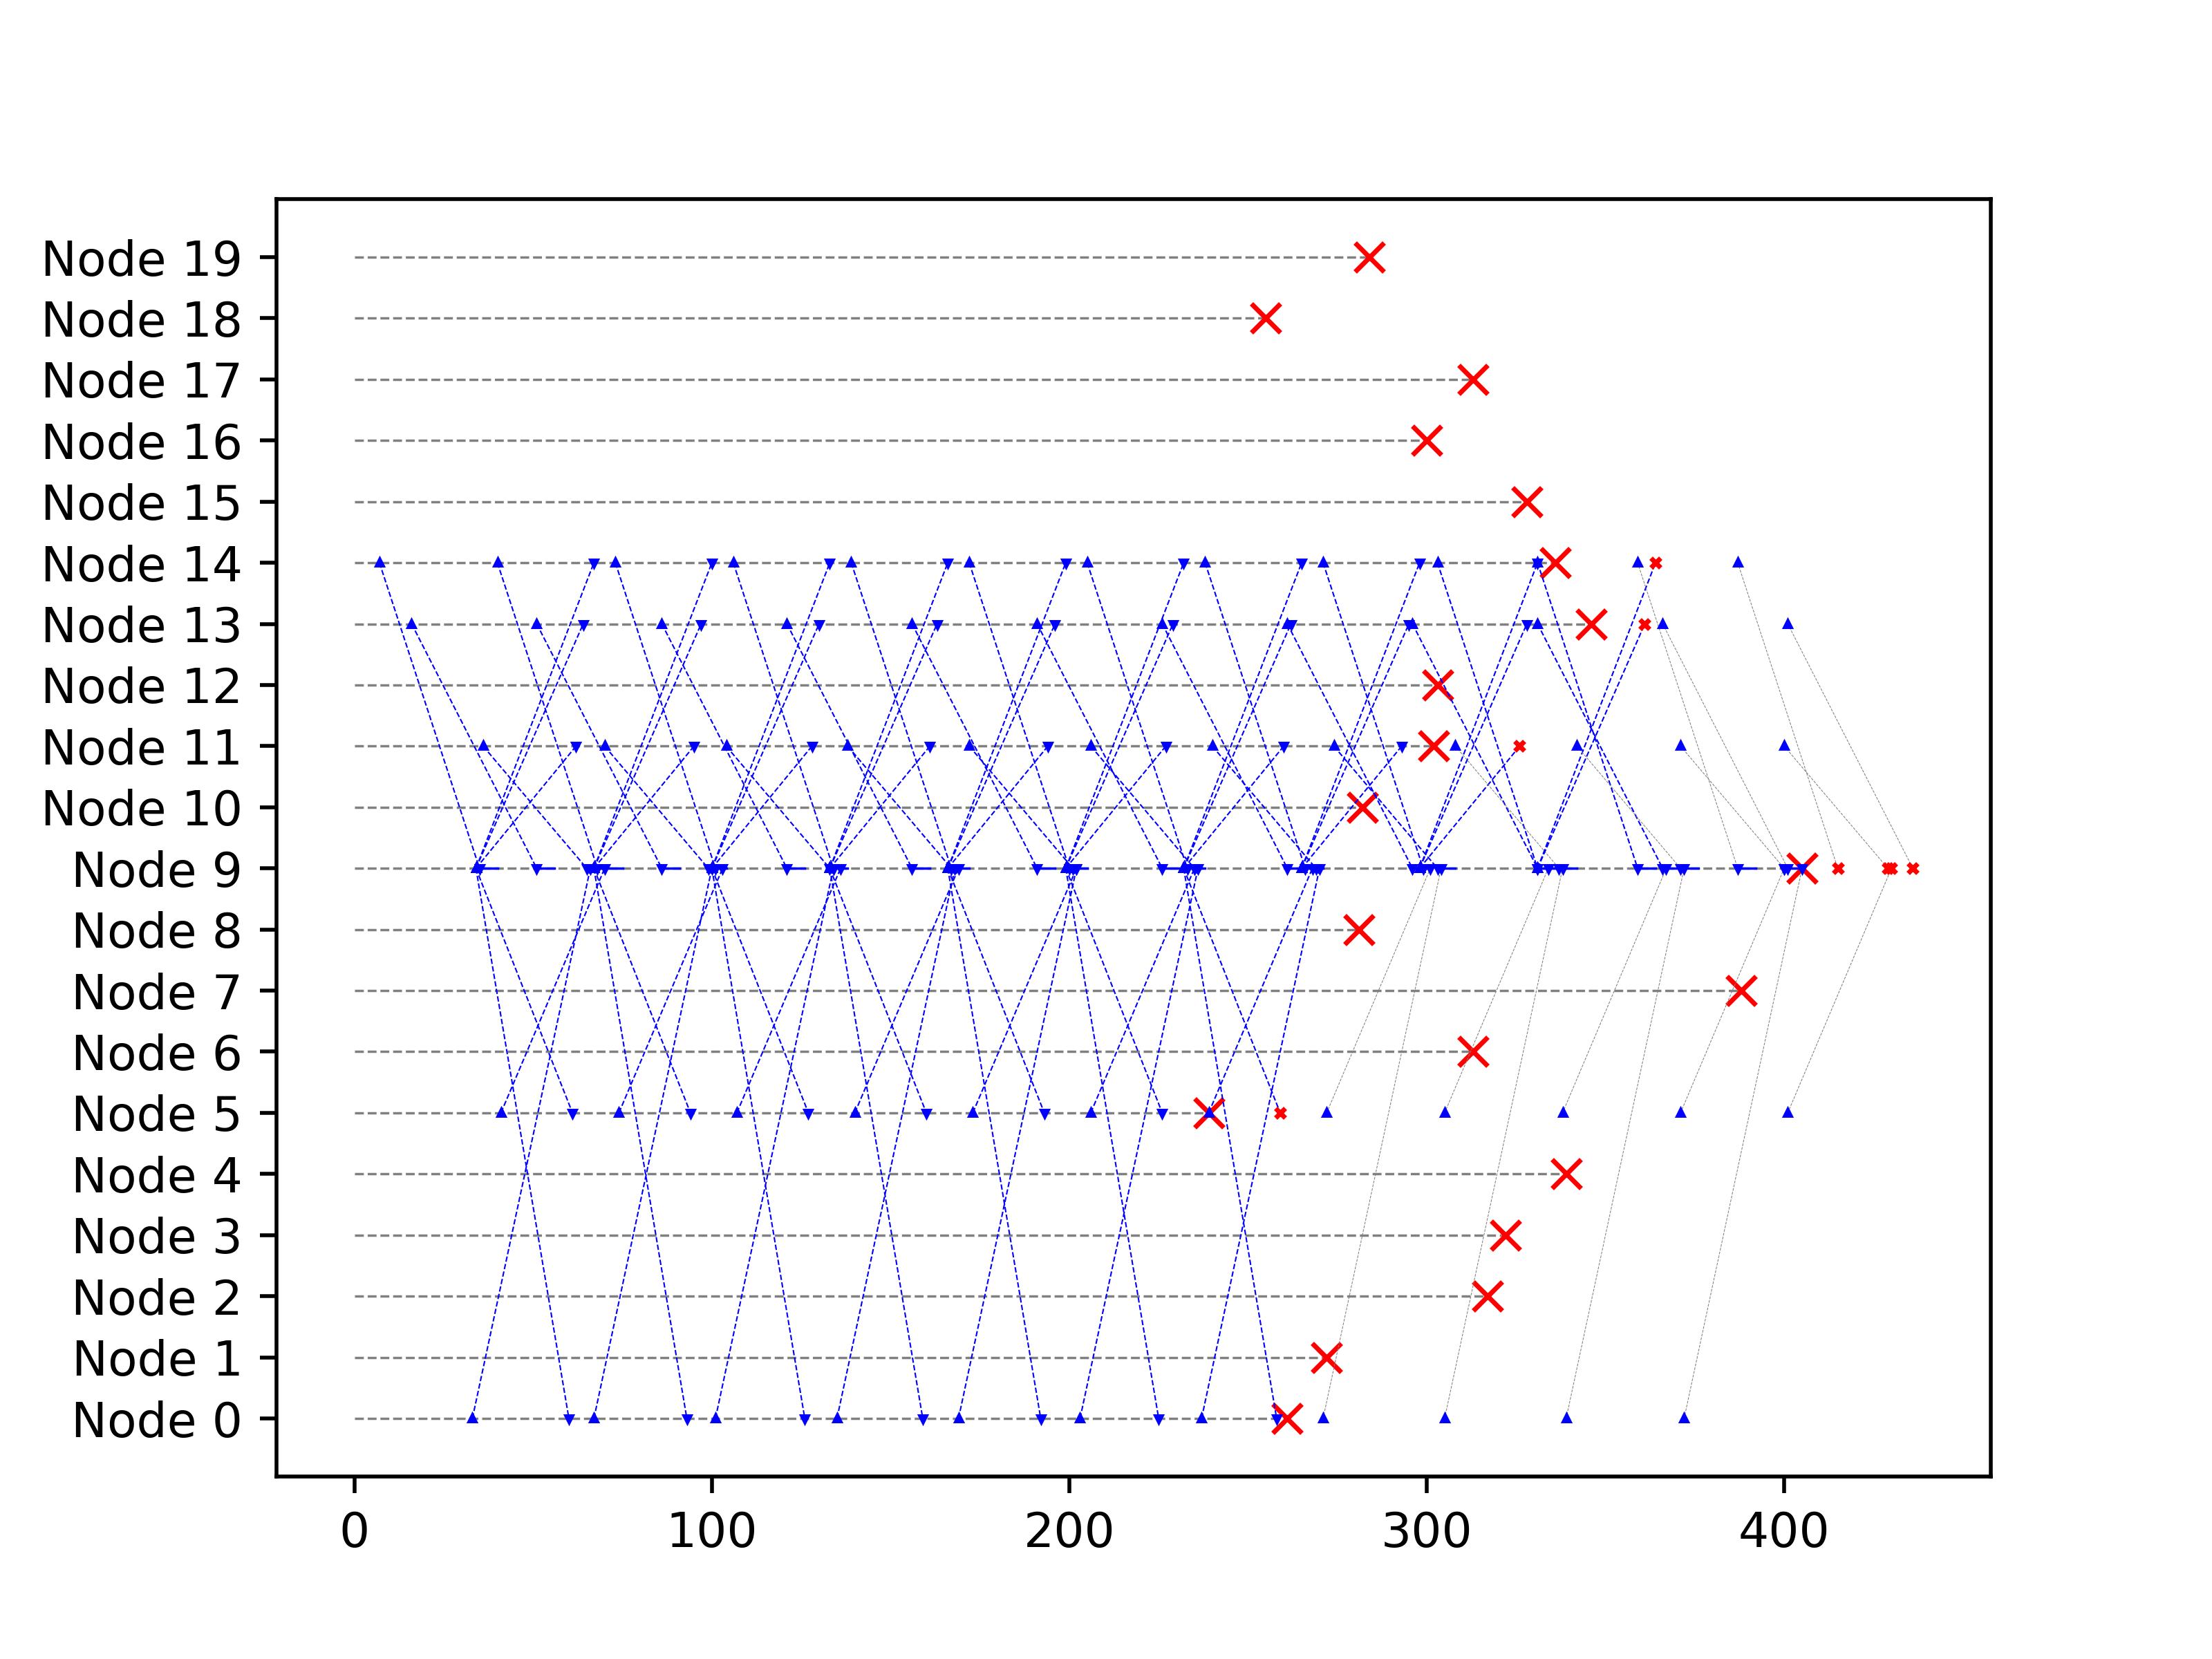 Node 19
Node 18
Node 17
Node 16
Node 15
Node 14
Node 13
Node 12
Node 11
Node 10
Node 9
Node 8
Node 7
Node 6
Node 5
Node 4
Node 3
Node 2
Node 1
Node 0
0 100 200 300 400